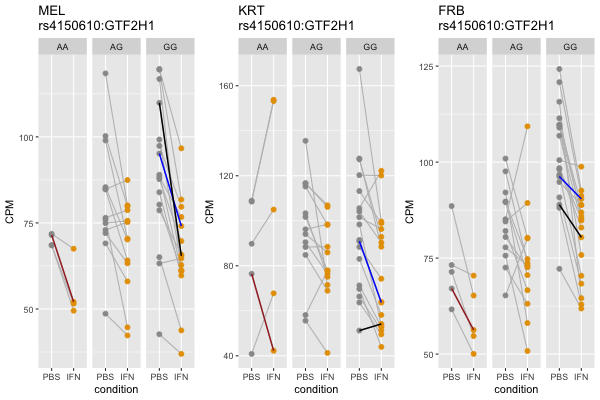 MEL
rs4150610:GTF2H1
AA AG GG
CPM
100
75
50
PBS IFN PBS IFN PBS IFN
condition
KRT
rs4150610:GTF2H1
AA AG GG
CPM
160
120
80
40
PBS IFN PBS IFN PBS IFN
condition
FRB
rs4150610:GTF2H1
AA AG GG
CPM
125
100
75
50
PBS IFN PBS IFN PBS IFN
condition